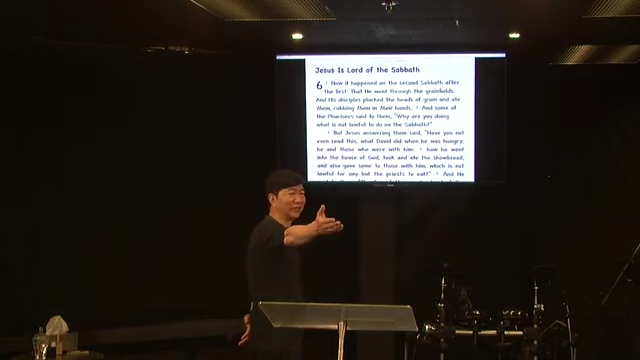 Jesus Is Lord of the Sabbath
6 1 Now it happened on the second Sabbath after
the first that He went through the grainfields.
And His disciples plucked the heads of grain and ate
them, rubbing them in their hands. 2 And some of
the Pharisees said to them, "Why are you doing
what is not lawful to do on the Sabbath?"
3 But Jesus answering them said, "Have you not
even read this, what David did when he was hungry,
he and those who were with him: 4 how he went
into the house of God, took and ate the showbread,
and also gave some to those with him, which is not
lawful for any but the priests to eat?" 5 And He